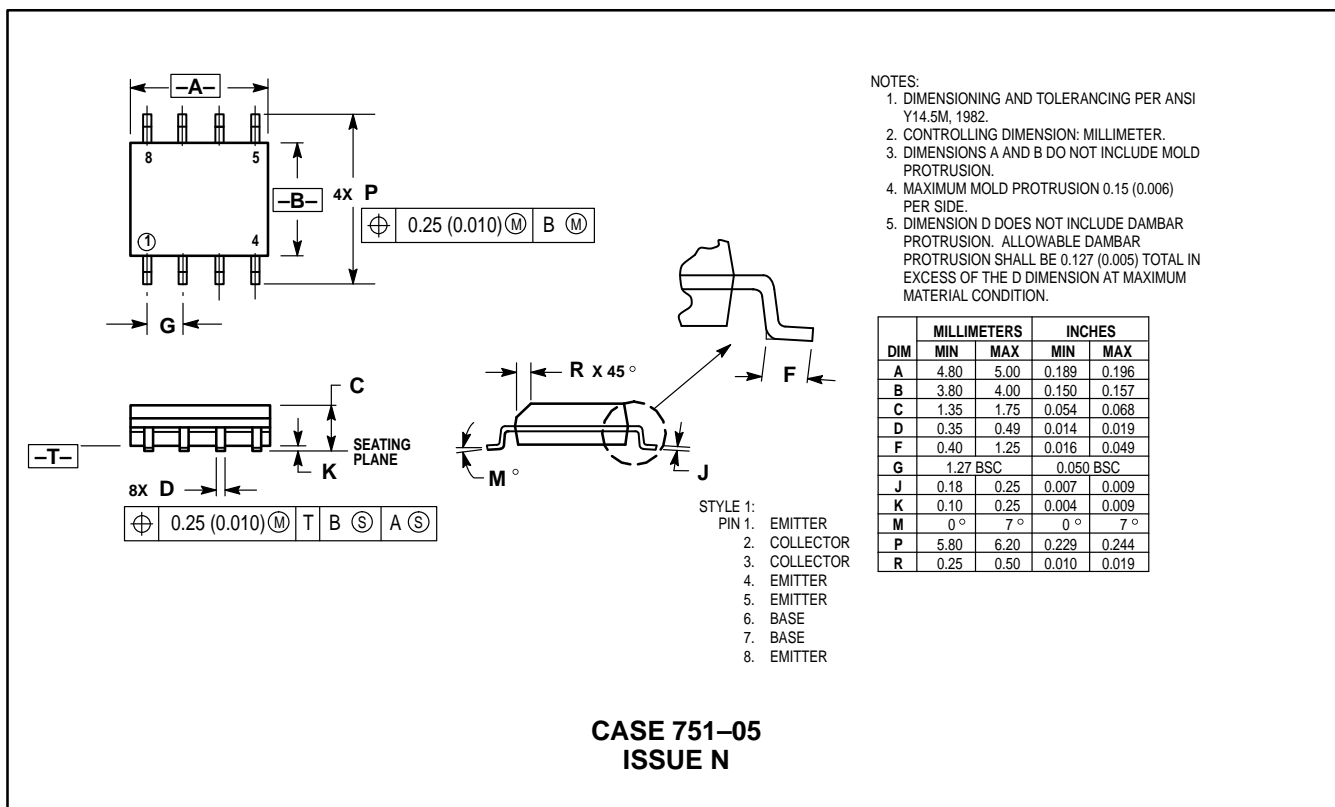 –A–
8 5
1 4
–B–
4X P
⌖ 0.25 (0.010) Ⓜ B Ⓜ
G
C
–T–
SEATING
PLANE
K
8X D
⌖ 0.25 (0.010) Ⓜ T B Ⓢ A Ⓢ
R X 45°
M°
J
F
STYLE 1:
PIN 1. EMITTER
2. COLLECTOR
3. COLLECTOR
4. EMITTER
5. EMITTER
6. BASE
7. BASE
8. EMITTER
NOTES:
1. DIMENSIONING AND TOLERANCING PER ANSI
Y14.5M, 1982.
2. CONTROLLING DIMENSION: MILLIMETER.
3. DIMENSIONS A AND B DO NOT INCLUDE MOLD
PROTRUSION.
4. MAXIMUM MOLD PROTRUSION 0.15 (0.006)
PER SIDE.
5. DIMENSION D DOES NOT INCLUDE DAMBAR
PROTRUSION. ALLOWABLE DAMBAR
PROTRUSION SHALL BE 0.127 (0.005) TOTAL IN
EXCESS OF THE D DIMENSION AT MAXIMUM
MATERIAL CONDITION.
MILLIMETERS INCHES
DIM MIN MAX MIN MAX
A 4.80 5.00 0.189 0.196
B 3.80 4.00 0.150 0.157
C 1.35 1.75 0.054 0.068
D 0.35 0.49 0.014 0.019
F 0.40 1.25 0.016 0.049
G 1.27 BSC 0.050 BSC
J 0.18 0.25 0.007 0.009
K 0.10 0.25 0.004 0.009
M 0° 7° 0° 7°
P 5.80 6.20 0.229 0.244
R 0.25 0.50 0.010 0.019
CASE 751–05
ISSUE N